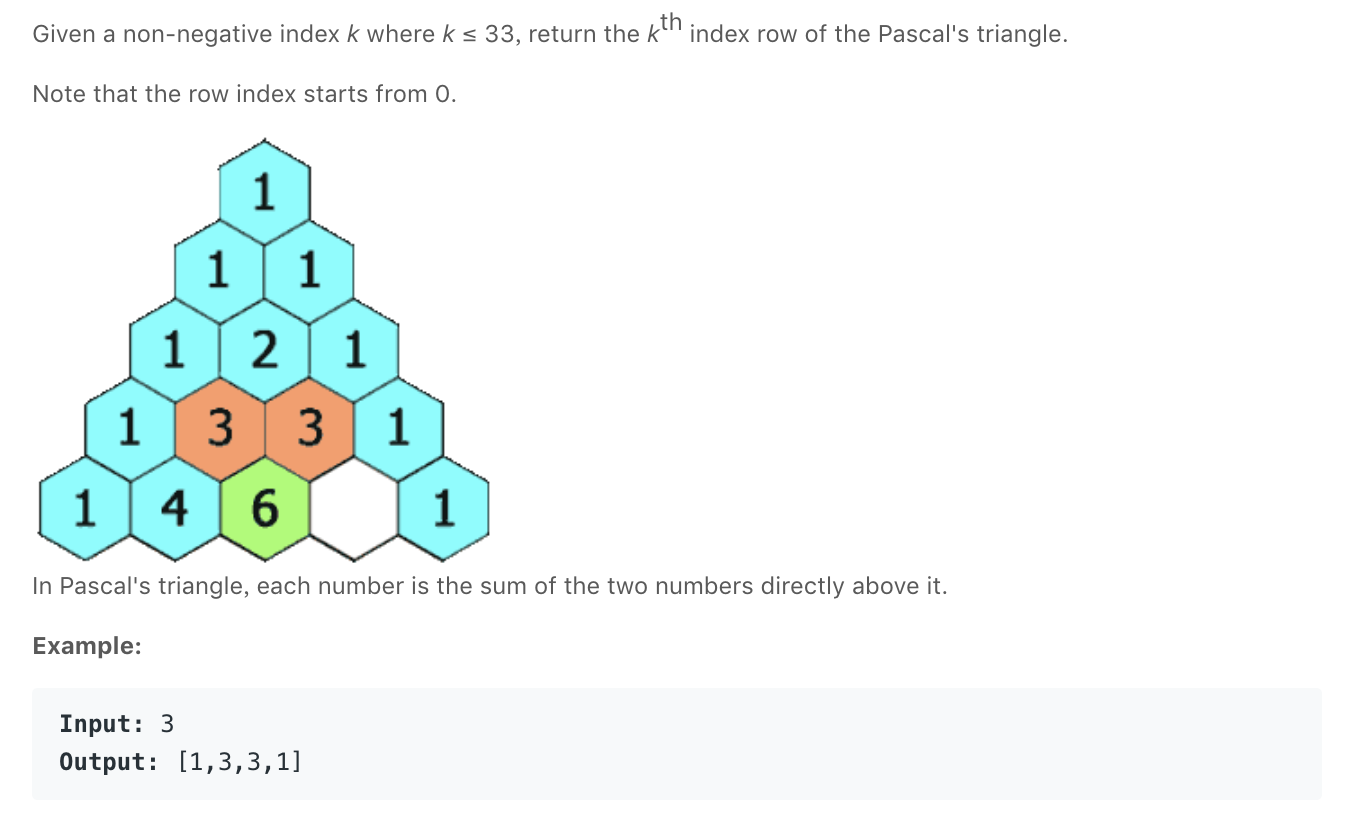 Given a non-negative index k where k ≤ 33, return the kth index row of the Pascal's triangle.
Note that the row index starts from 0.
1
1 1
1 2 1
1 3 3 1
1 4 6 1
In Pascal's triangle, each number is the sum of the two numbers directly above it.
Example:
Input: 3
Output: [1,3,3,1]